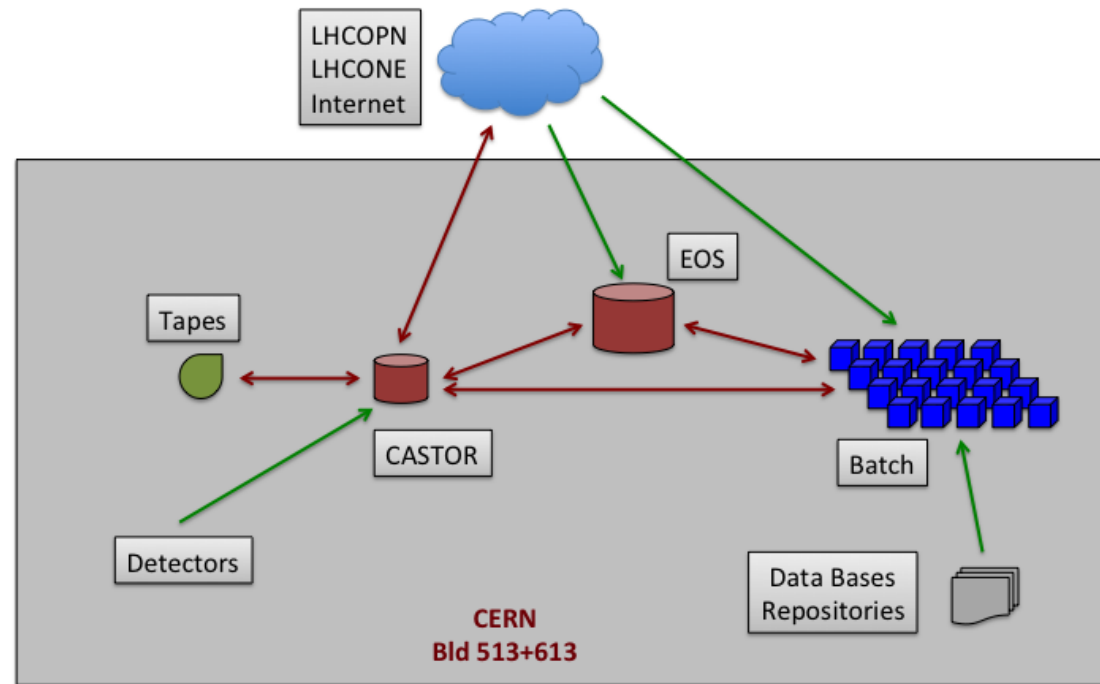 LHCOPN
LHCONE
Internet
EOS
Tapes
CASTOR
Batch
Detectors
Data Bases
Repositories
CERN
Bld 513+613